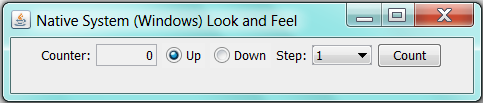 Native System (Windows) Look and Feel
Counter: 0 Up Down Step: 1 Count